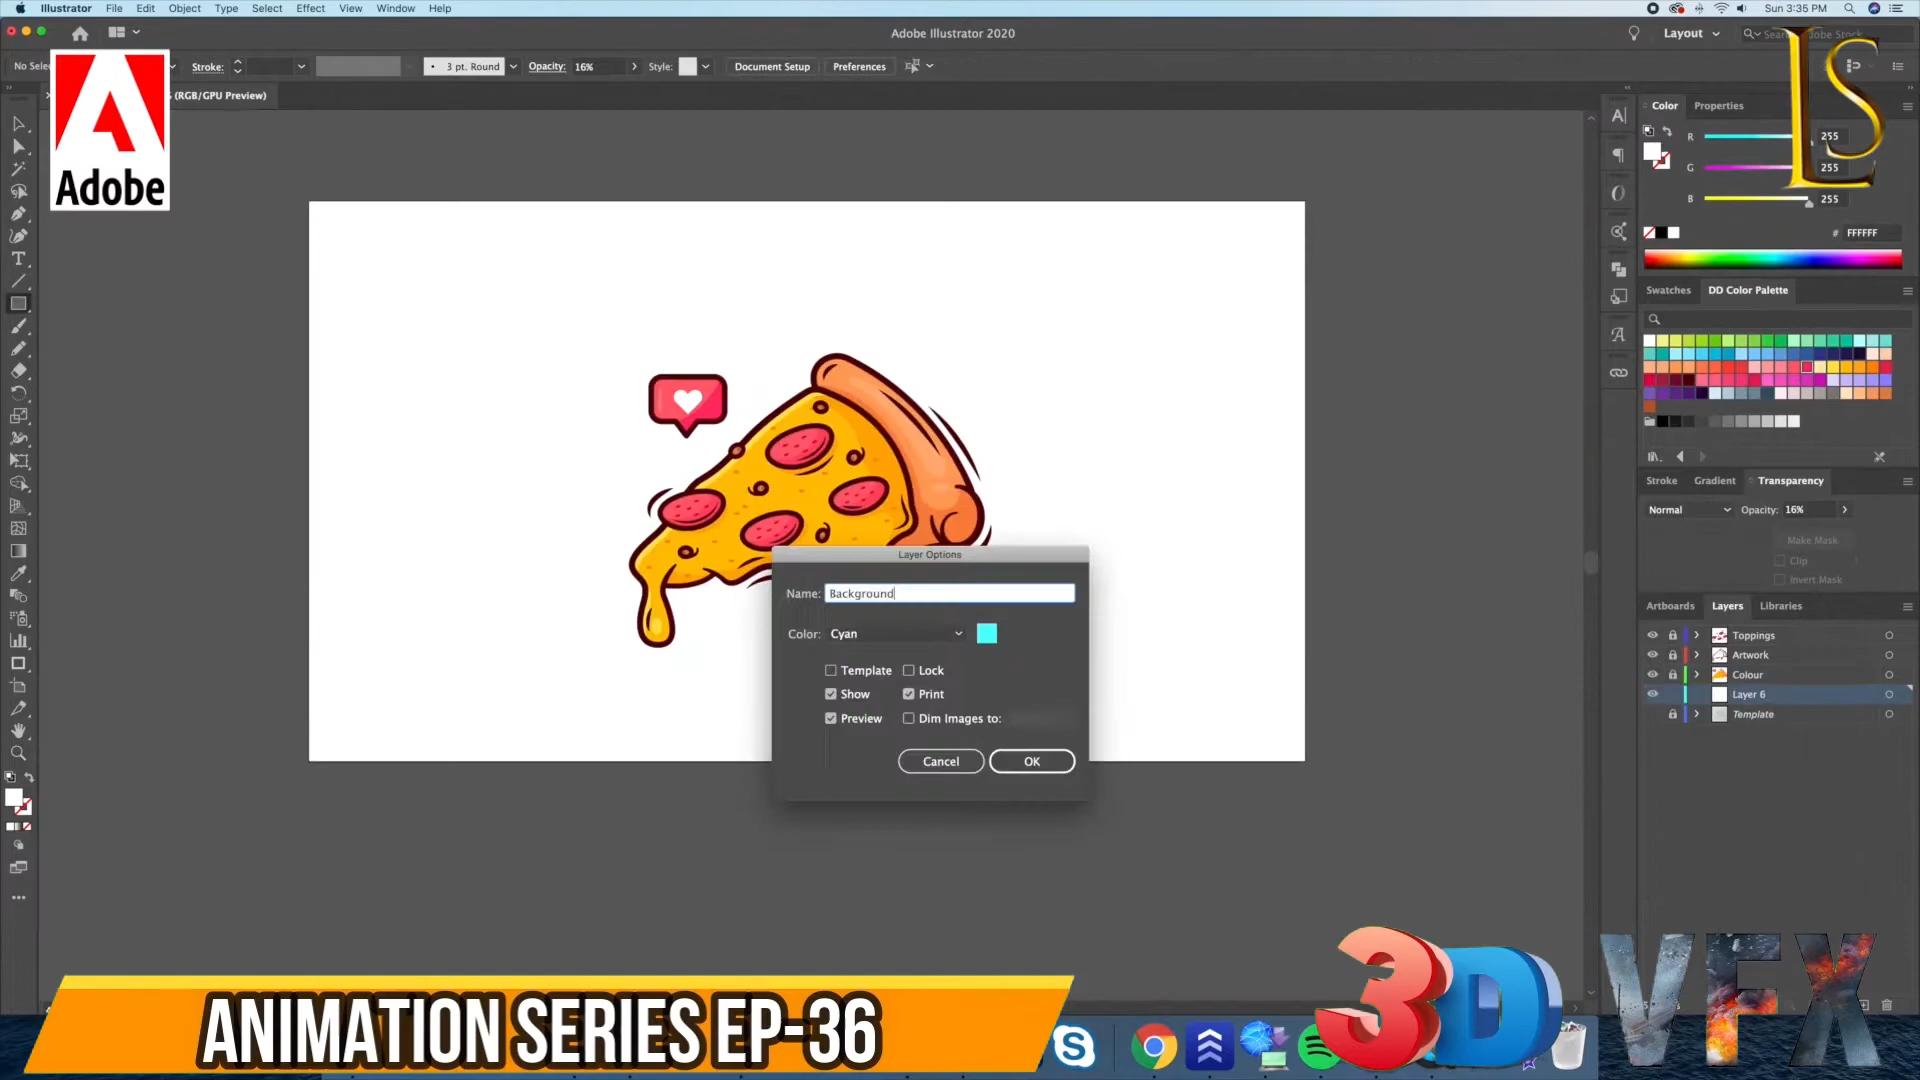 Illustrator File Edit Object Type Select Effect View Window Help
Sun 3:35 PM
Adobe Illustrator 2020
Layout
Stroke:
3 pt. Round
Opacity: 16%
Style:
Document Setup
Preferences
(RGB/GPU Preview)
Adobe
LS
Color Properties
R 255
G 255
B 255
# FFFFFF
Swatches DD Color Palette
Stroke Gradient Transparency
Normal Opacity: 16%
Make Mask
Clip
Invert Mask
Artboards Layers Libraries
Toppings
Artwork
Colour
Layer 6
Template
Layer Options
Name: Background
Color: Cyan
Template Lock
Show Print
Preview Dim Images to:
Cancel OK
ANIMATION SERIES EP-36
3D VFX